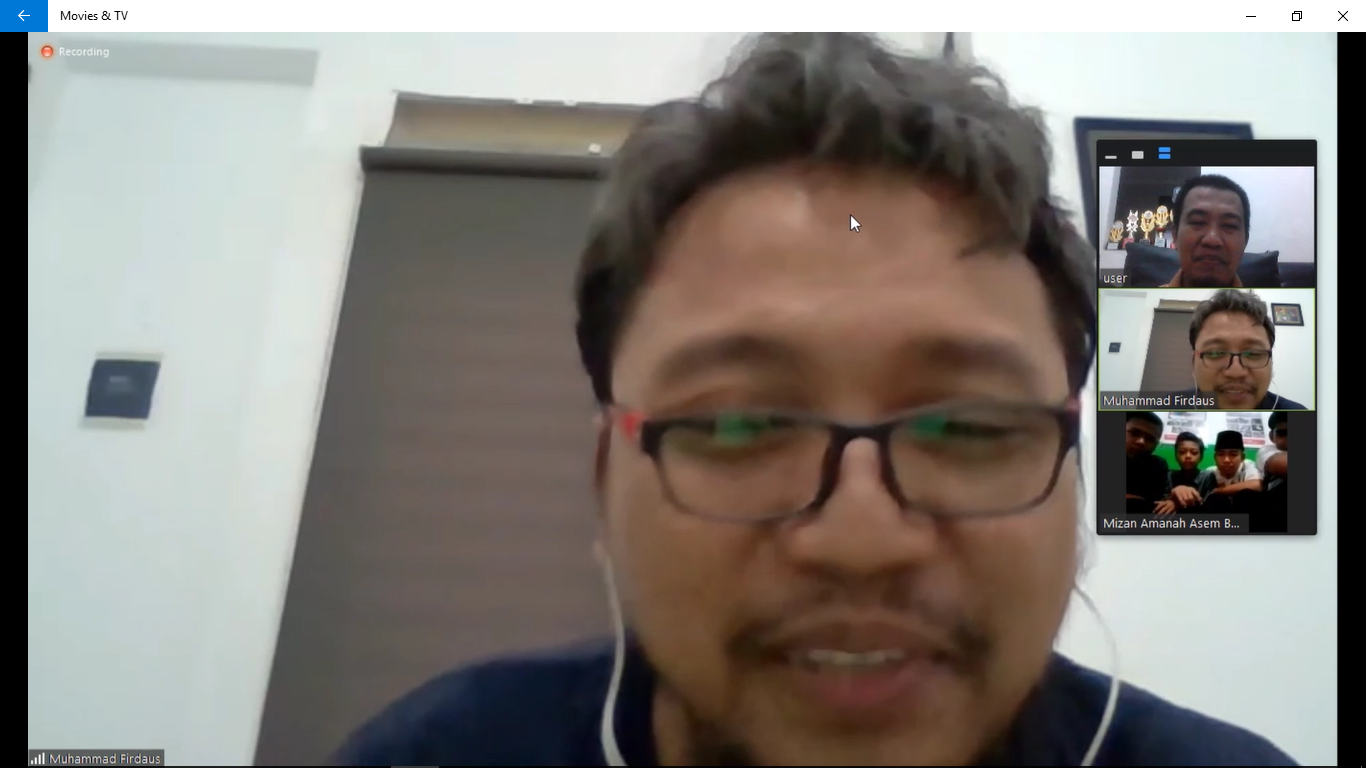 Movies & TV
Recording
user
Muhammad Firdaus
Mizan Amanah Asem B...
Muhammad Firdaus